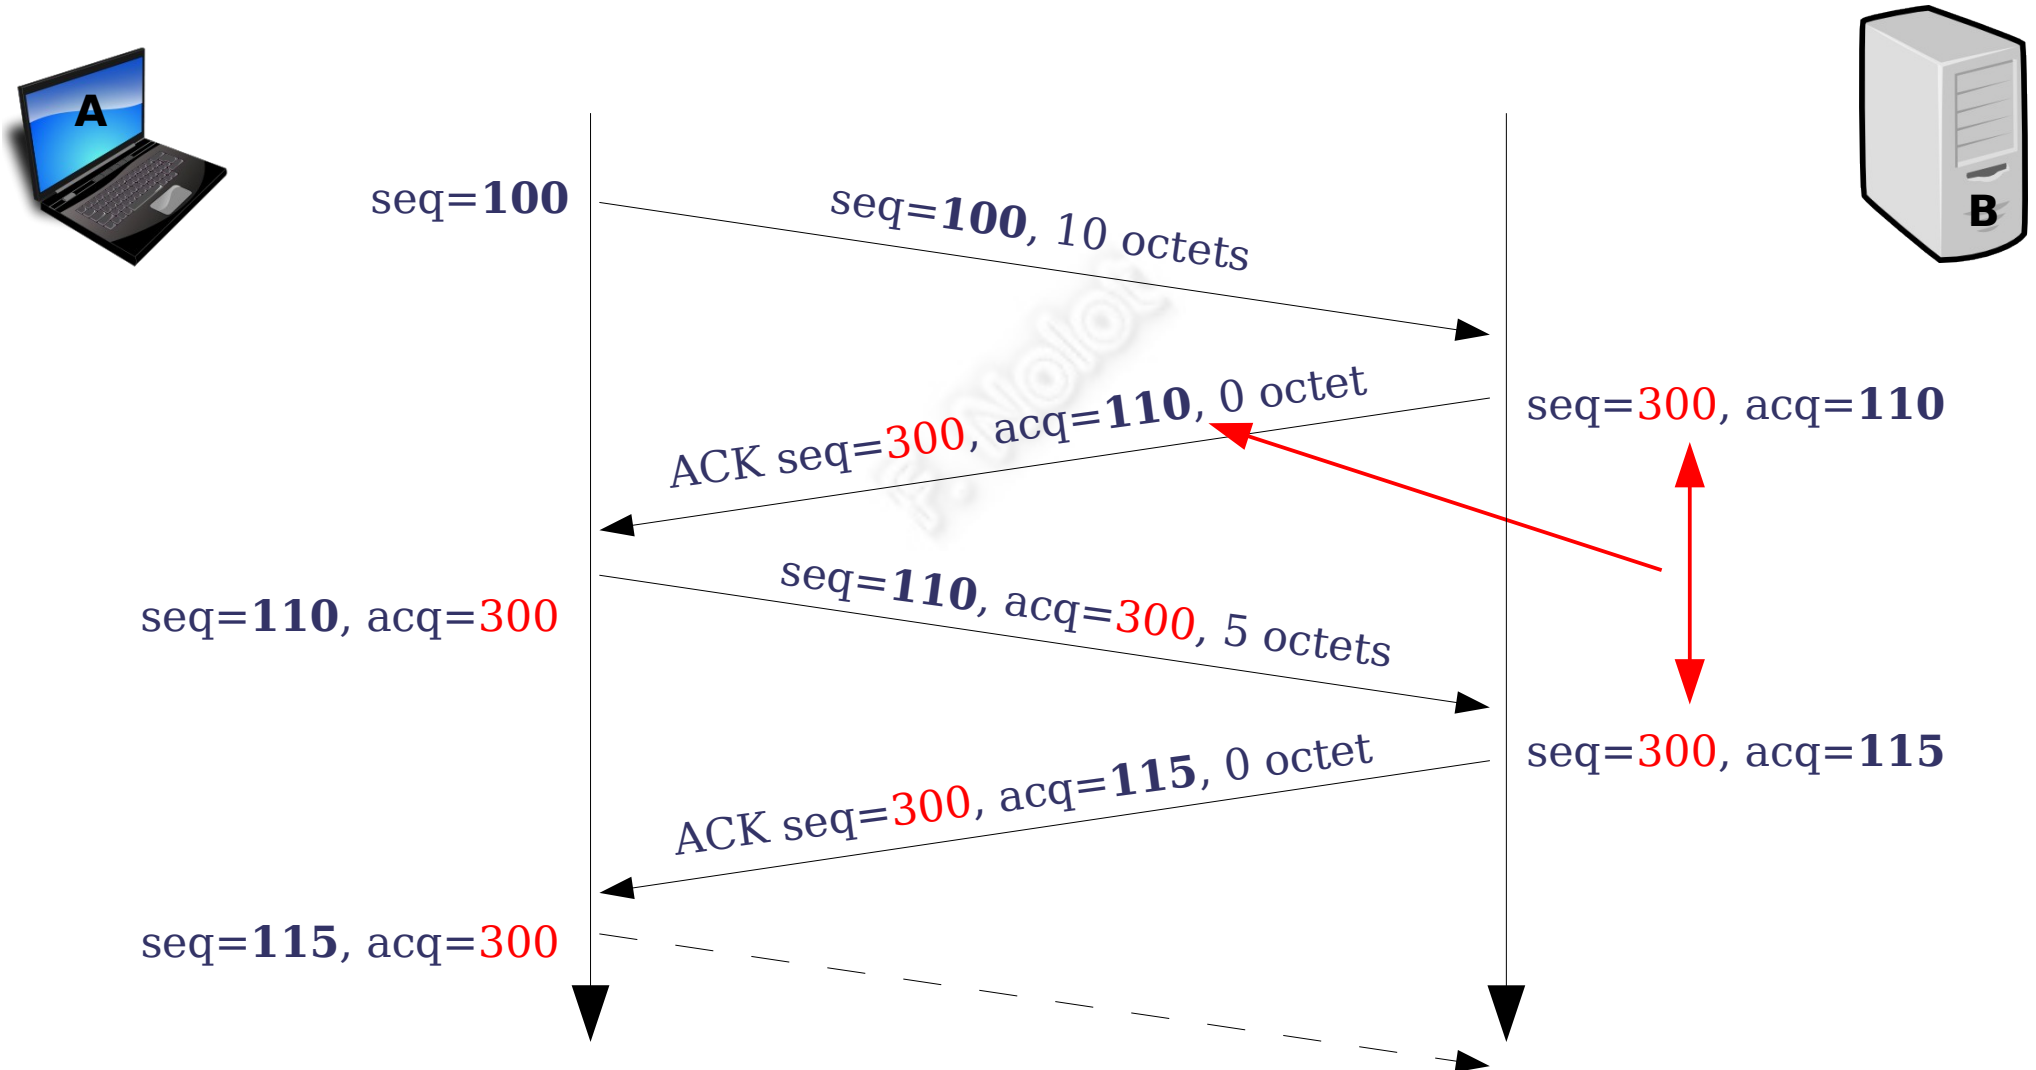 A
B
seq=100
seq=100, 10 octets
ACK seq=300, acq=110, 0 octet
seq=300, acq=110
seq=110, acq=300
seq=110, acq=300, 5 octets
ACK seq=300, acq=115, 0 octet
seq=300, acq=115
seq=115, acq=300
F. Nolot